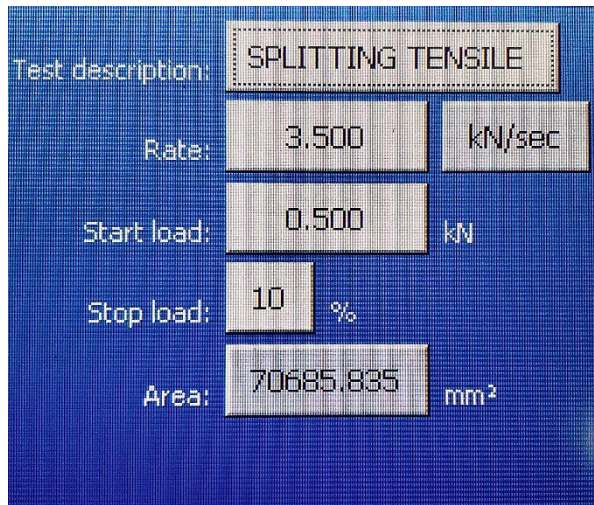 Test description: SPLITTING TENSILE
Rate: 3.500 kN/sec
Start load: 0.500 kN
Stop load: 10 %
Area: 70685.835 mm²